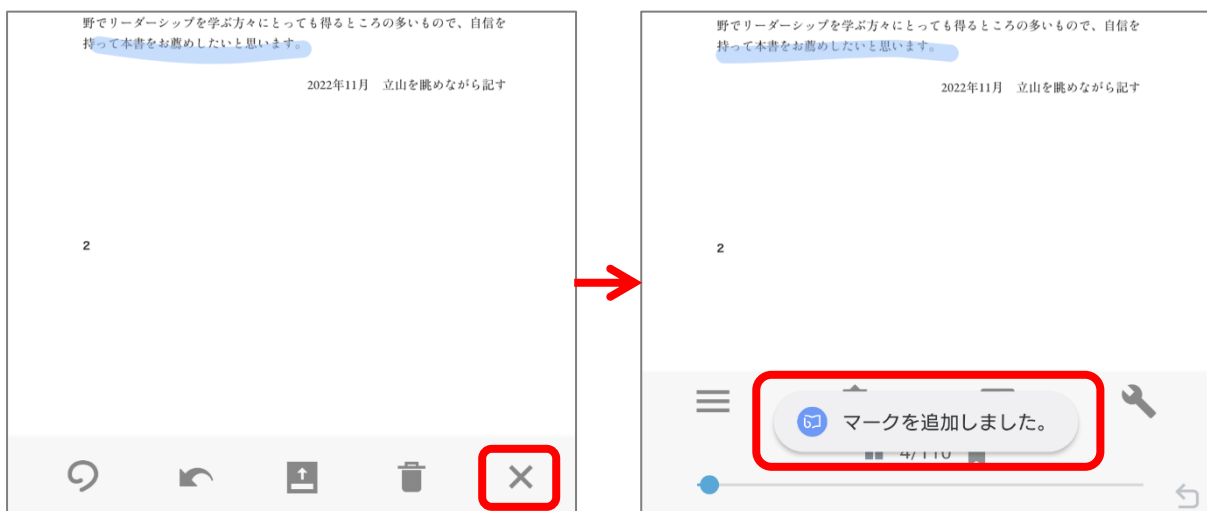 野でリーダーシップを学ぶ方々にとっても得るところの多いもので、自信を
持って本書をお薦めしたいと思います。
2022年11月　立山を眺めながら記す
2
野でリーダーシップを学ぶ方々にとっても得るところの多いもので、自信を
持って本書をお薦めしたいと思います。
2022年11月　立山を眺めながら記す
2
マークを追加しました。
4/110